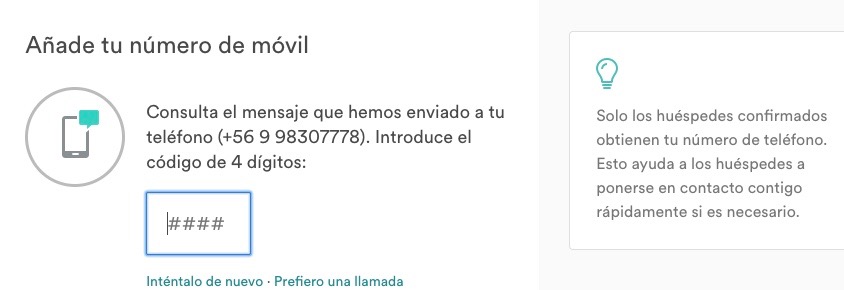 Añade tu número de móvil
Consulta el mensaje que hemos enviado a tu
teléfono (+56 9 98307778). Introduce el
código de 4 dígitos:
####
Inténtalo de nuevo · Prefiero una llamada
Solo los huéspedes confirmados
obtienen tu número de teléfono.
Esto ayuda a los huéspedes a
ponerse en contacto contigo
rápidamente si es necesario.